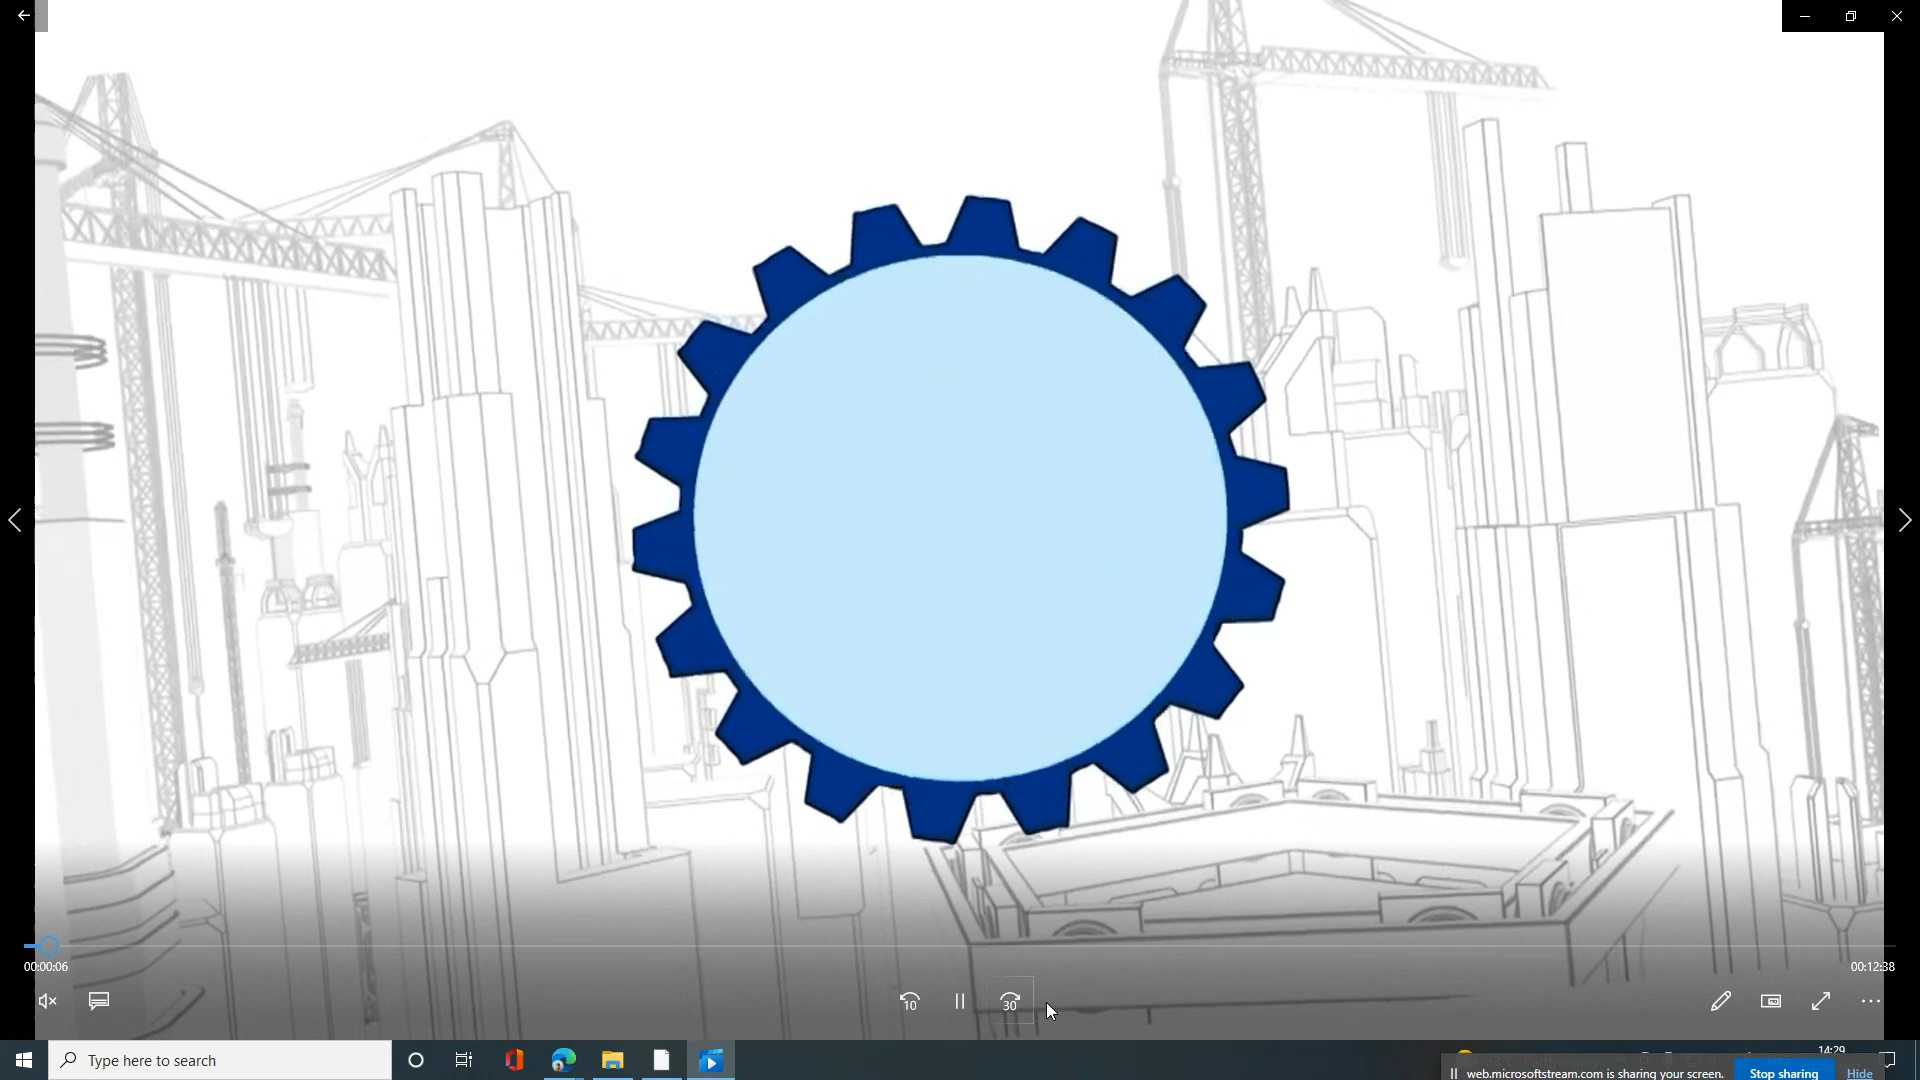 00:00:06
00:12:38
10
30
Type here to search
14:29
web.microsoftstream.com is sharing your screen.
Stop sharing
Hide